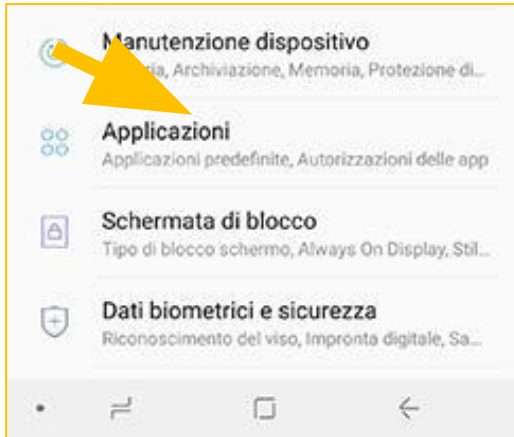 Manutenzione dispositivo
Archiviazione, Memoria, Protezione di...
Applicazioni
Applicazioni predefinite, Autorizzazioni delle app
Schermata di blocco
Tipo di blocco schermo, Always On Display, Stil...
Dati biometrici e sicurezza
Riconoscimento del viso, Impronta digitale, Sa...